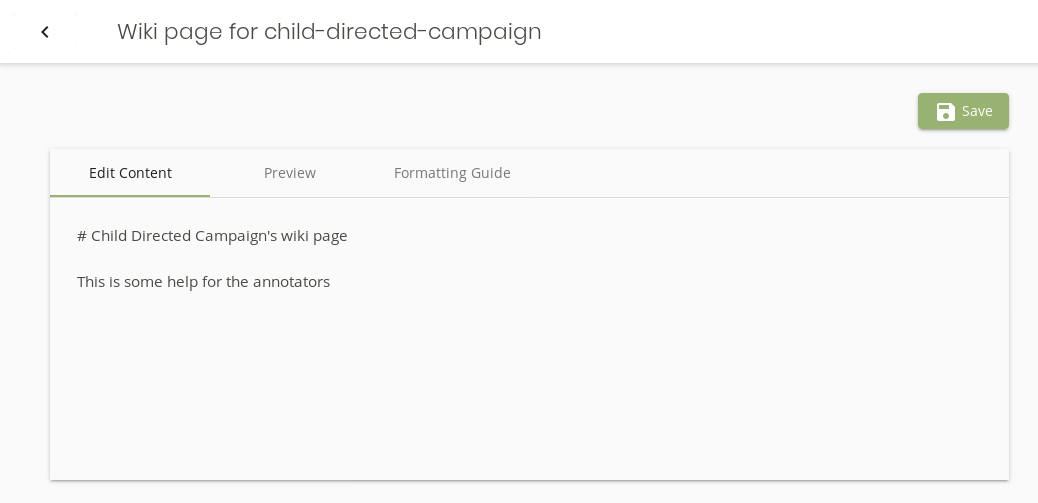 Wiki page for child-directed-campaign
Save
Edit Content Preview Formatting Guide
# Child Directed Campaign's wiki page
This is some help for the annotators